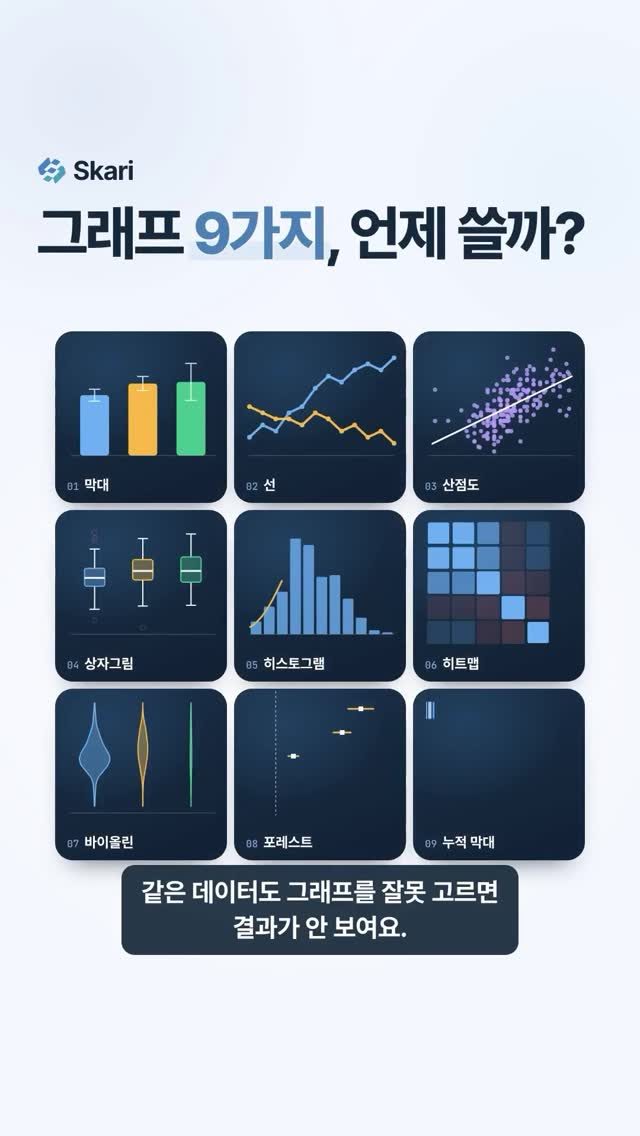 Skari
그래프 9가지, 언제 쓸까?
01 막대
02 선
03 산점도
04 상자그림
05 히스토그램
06 히트맵
07 바이올린
08 포레스트
09 누적 막대
같은 데이터도 그래프를 잘못 고르면
결과가 안 보여요.